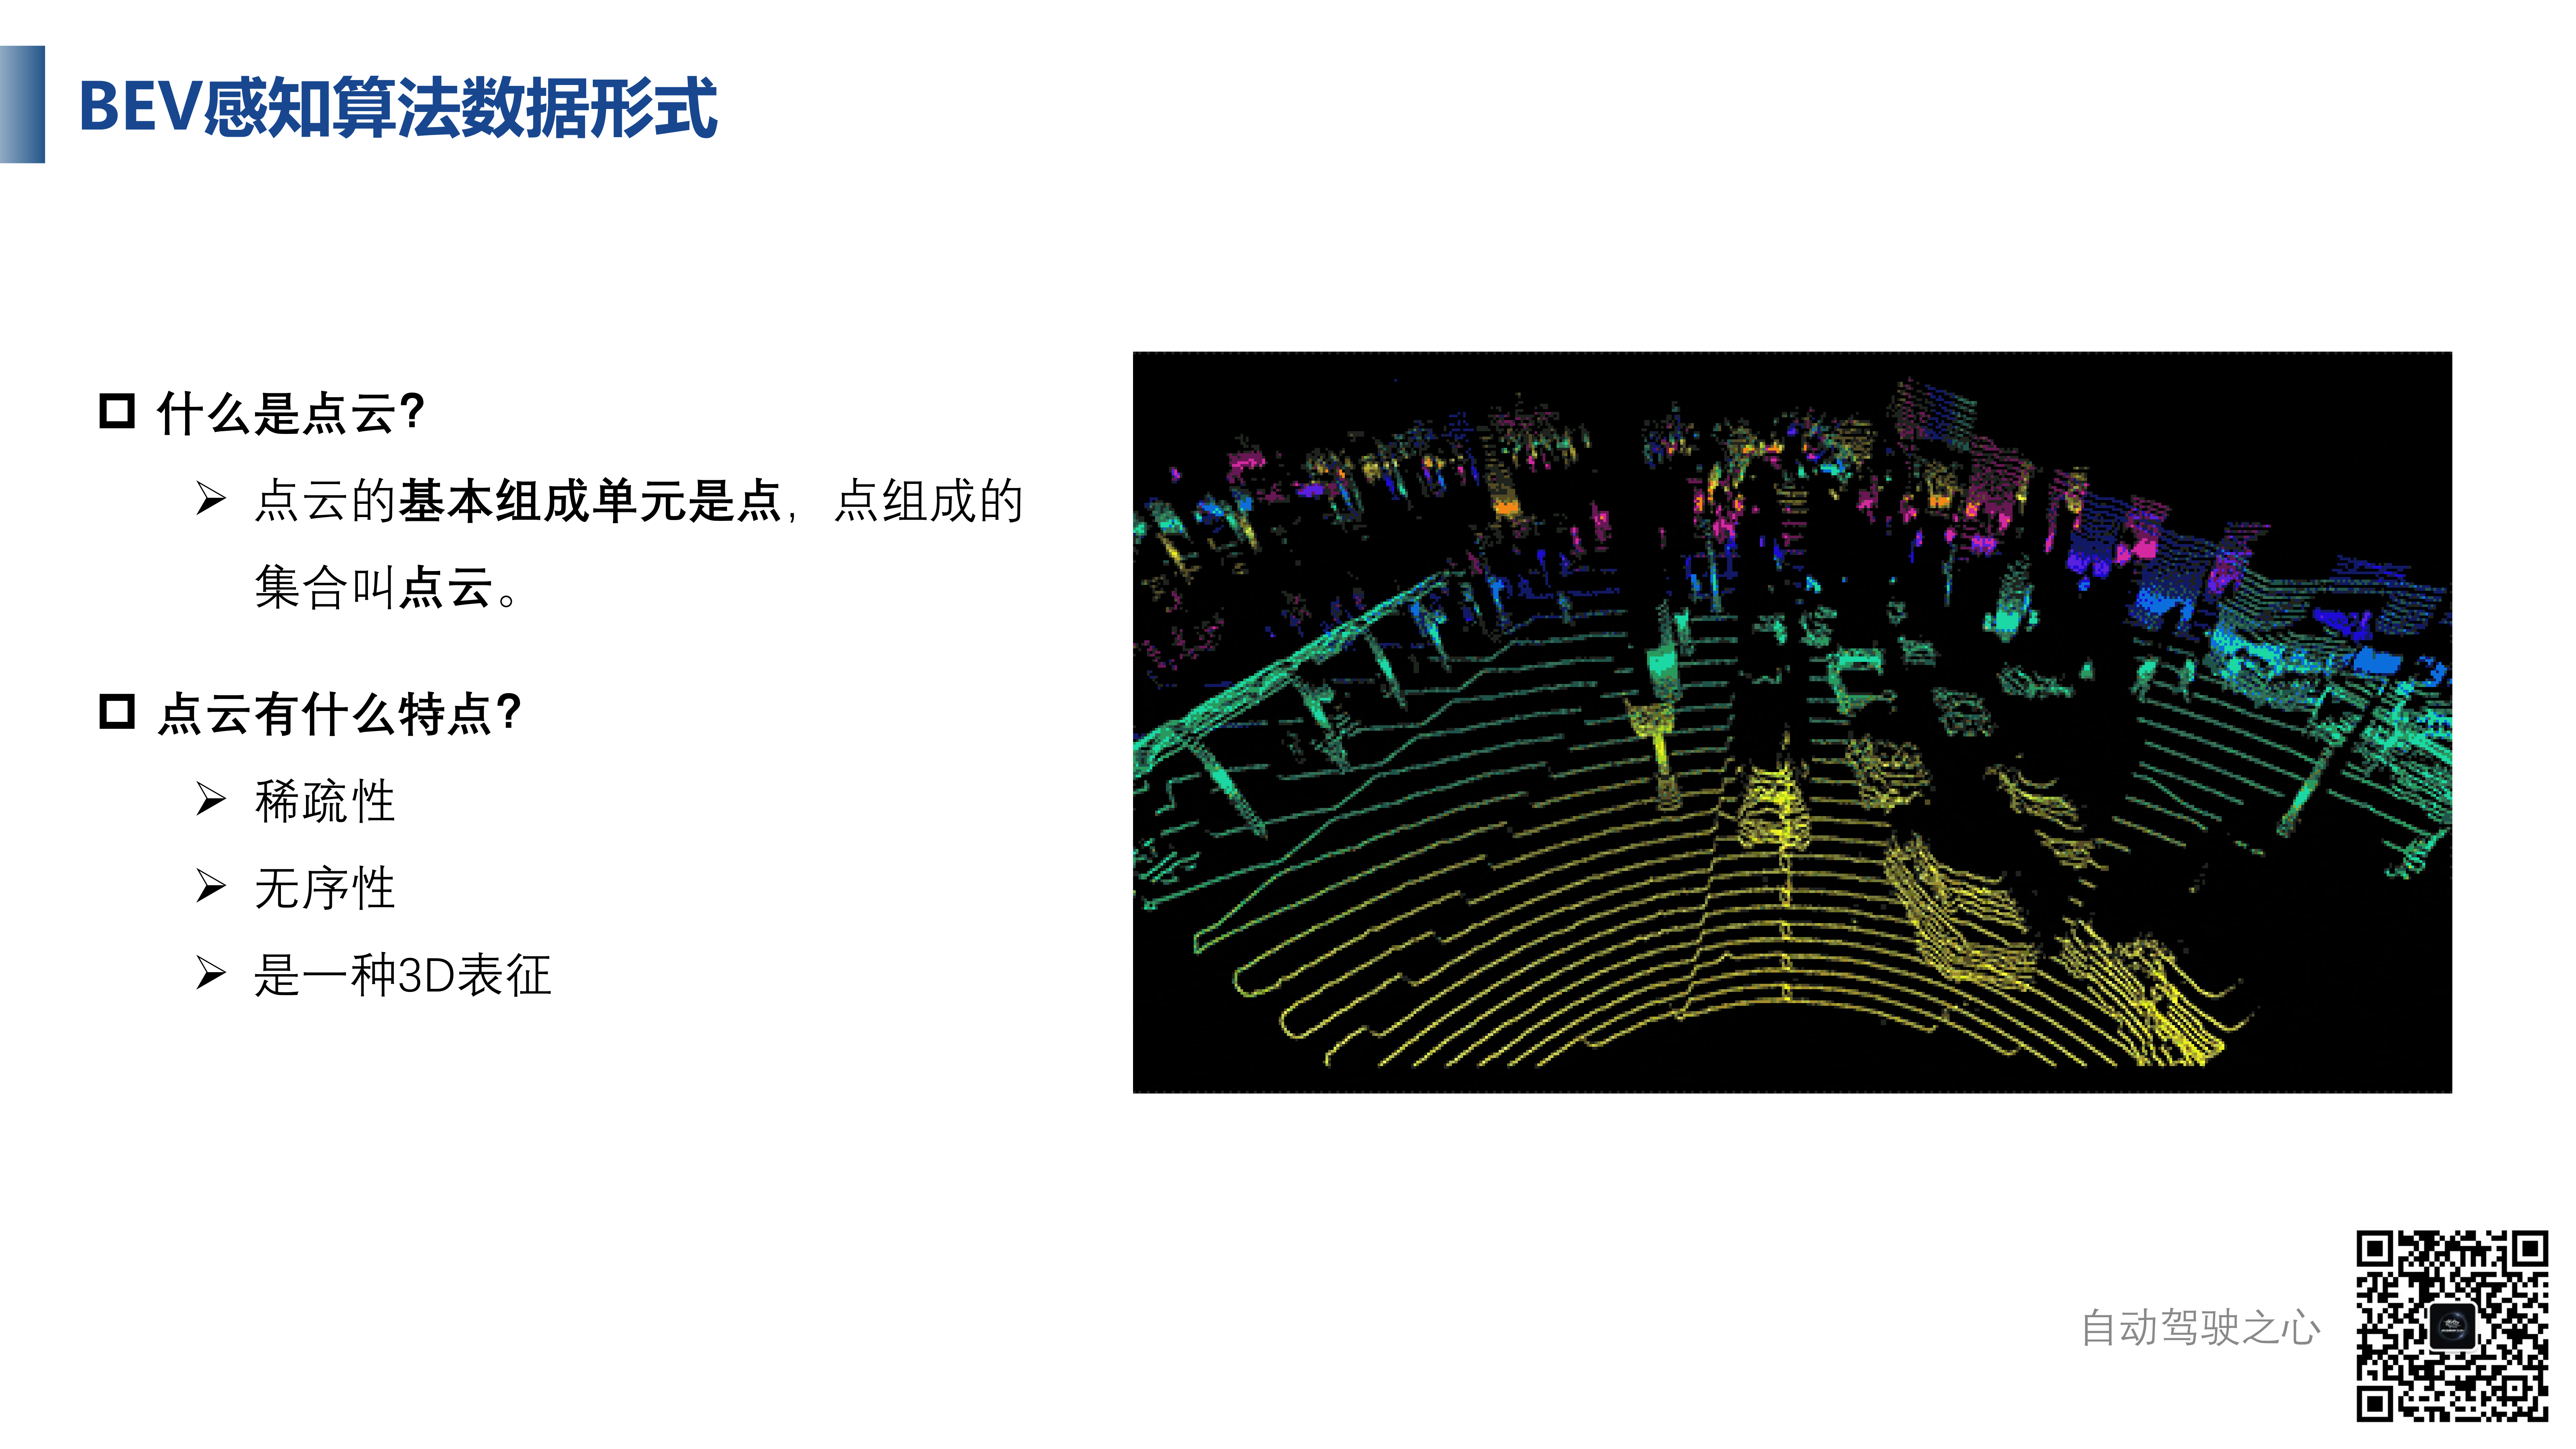 BEV感知算法数据形式
什么是点云?
点云的基本组成单元是点，点组成的
集合叫点云。
点云有什么特点?
稀疏性
无序性
是一种3D表征
自动驾驶之心